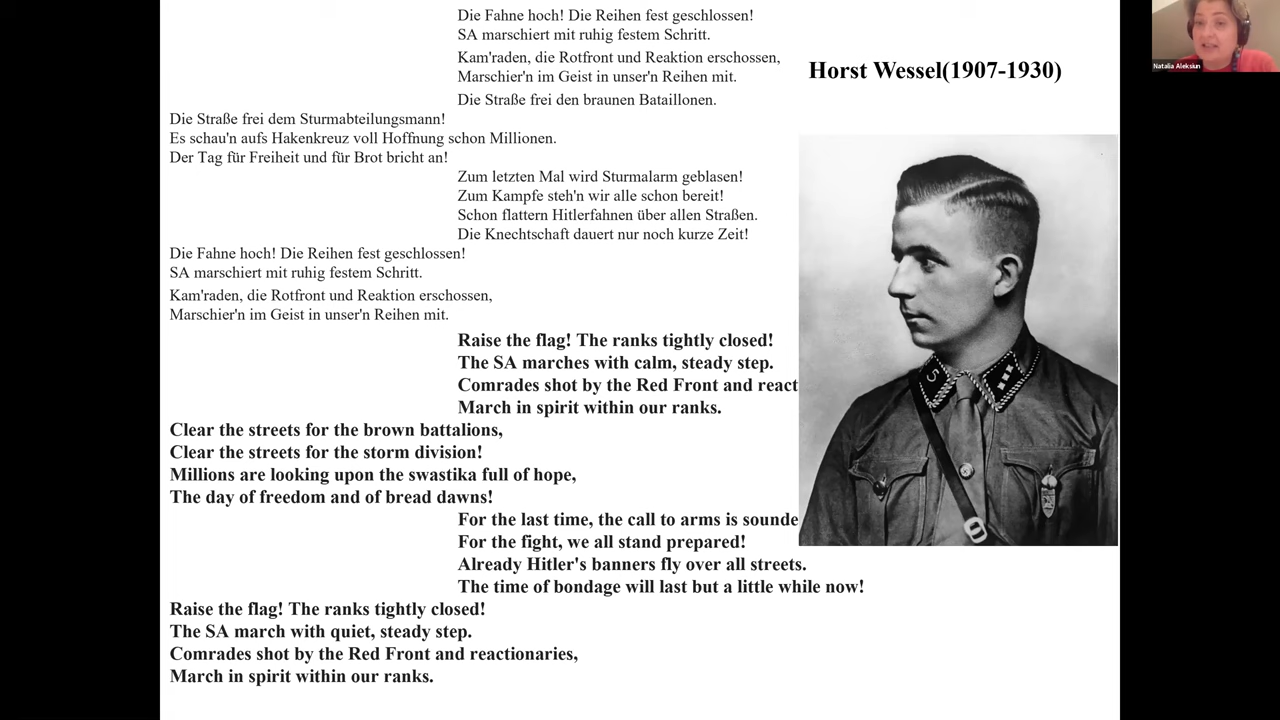 Die Fahne hoch! Die Reihen fest geschlossen!
SA marschiert mit ruhig festem Schritt.
Kam'raden, die Rotfront und Reaktion erschossen,
Marschier'n im Geist in unser'n Reihen mit.
Die Straße frei den braunen Bataillonen.
Die Straße frei dem Sturmabteilungsmann!
Es schau'n aufs Hakenkreuz voll Hoffnung schon Millionen.
Der Tag für Freiheit und für Brot bricht an!
Zum letzten Mal wird Sturmalarm geblasen!
Zum Kampfe steh'n wir alle schon bereit!
Schon flattern Hitlerfahnen über allen Straßen.
Die Knechtschaft dauert nur noch kurze Zeit!
Die Fahne hoch! Die Reihen fest geschlossen!
SA marschiert mit ruhig festem Schritt.
Kam'raden, die Rotfront und Reaktion erschossen,
Marschier'n im Geist in unser'n Reihen mit.
Raise the flag! The ranks tightly closed!
The SA marches with calm, steady step.
Comrades shot by the Red Front and react
March in spirit within our ranks.
Clear the streets for the brown battalions,
Clear the streets for the storm division!
Millions are looking upon the swastika full of hope,
The day of freedom and of bread dawns!
For the last time, the call to arms is sounde
For the fight, we all stand prepared!
Already Hitler's banners fly over all streets.
The time of bondage will last but a little while now!
Raise the flag! The ranks tightly closed!
The SA march with quiet, steady step.
Comrades shot by the Red Front and reactionaries,
March in spirit within our ranks.
Horst Wessel(1907-1930)
5
Natalia Aleksiun